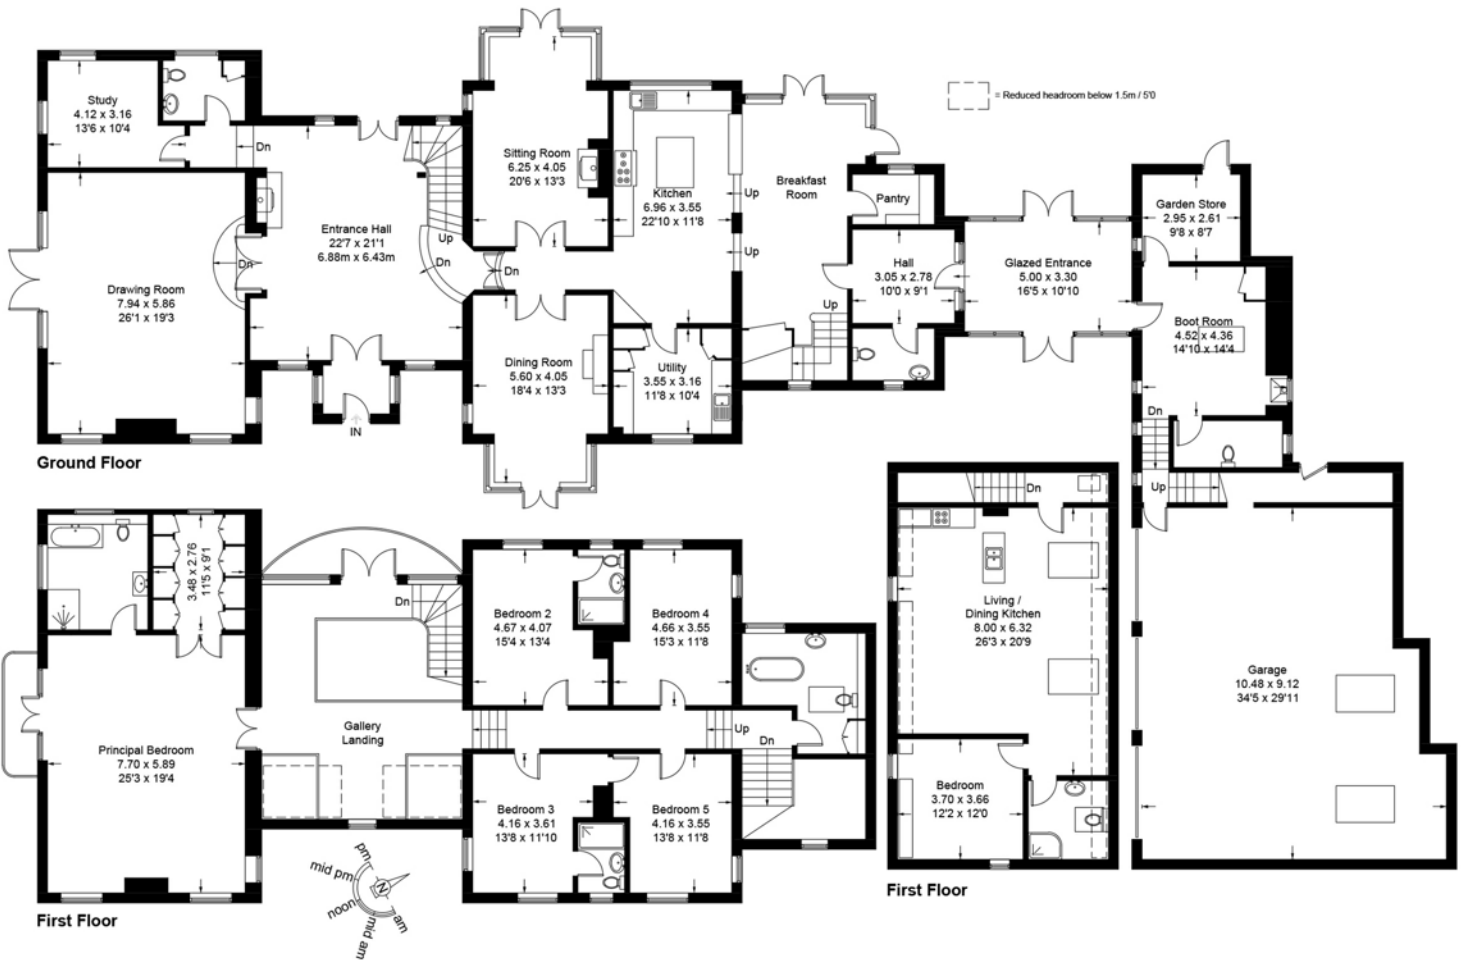 = Reduced headroom below 1.5m / 5'0
Study
4.12 x 3.16
13'6 x 10'4
Dn
Sitting Room
6.25 x 4.05
20'6 x 13'3
Kitchen
6.96 x 3.55
22'10 x 11'8
Up
Up
Breakfast
Room
Pantry
Garden Store
2.95 x 2.61
9'8 x 8'7
Entrance Hall
22'7 x 21'1
6.88m x 6.43m
Up
Dn
Dn
Dn
Drawing Room
7.94 x 5.86
26'1 x 19'3
Hall
3.05 x 2.78
10'0 x 9'1
Up
Glazed Entrance
5.00 x 3.30
16'5 x 10'10
Boot Room
4.52 x 4.36
14'10 x 14'4
Dining Room
5.60 x 4.05
18'4 x 13'3
Utility
3.55 x 3.16
11'8 x 10'4
IN
Dn
Up
Ground Floor
3.48 x 2.76
11'5 x 9'1
Dn
Bedroom 2
4.67 x 4.07
15'4 x 13'4
Bedroom 4
4.66 x 3.55
15'3 x 11'8
Gallery
Landing
Up
Dn
Principal Bedroom
7.70 x 5.89
25'3 x 19'4
Bedroom 3
4.16 x 3.61
13'8 x 11'10
Bedroom 5
4.16 x 3.55
13'8 x 11'8
pm
mid pm
noon
mid am
am
N
First Floor
Dn
Living /
Dining Kitchen
8.00 x 6.32
26'3 x 20'9
Bedroom
3.70 x 3.66
12'2 x 12'0
First Floor
Garage
10.48 x 9.12
34'5 x 29'11